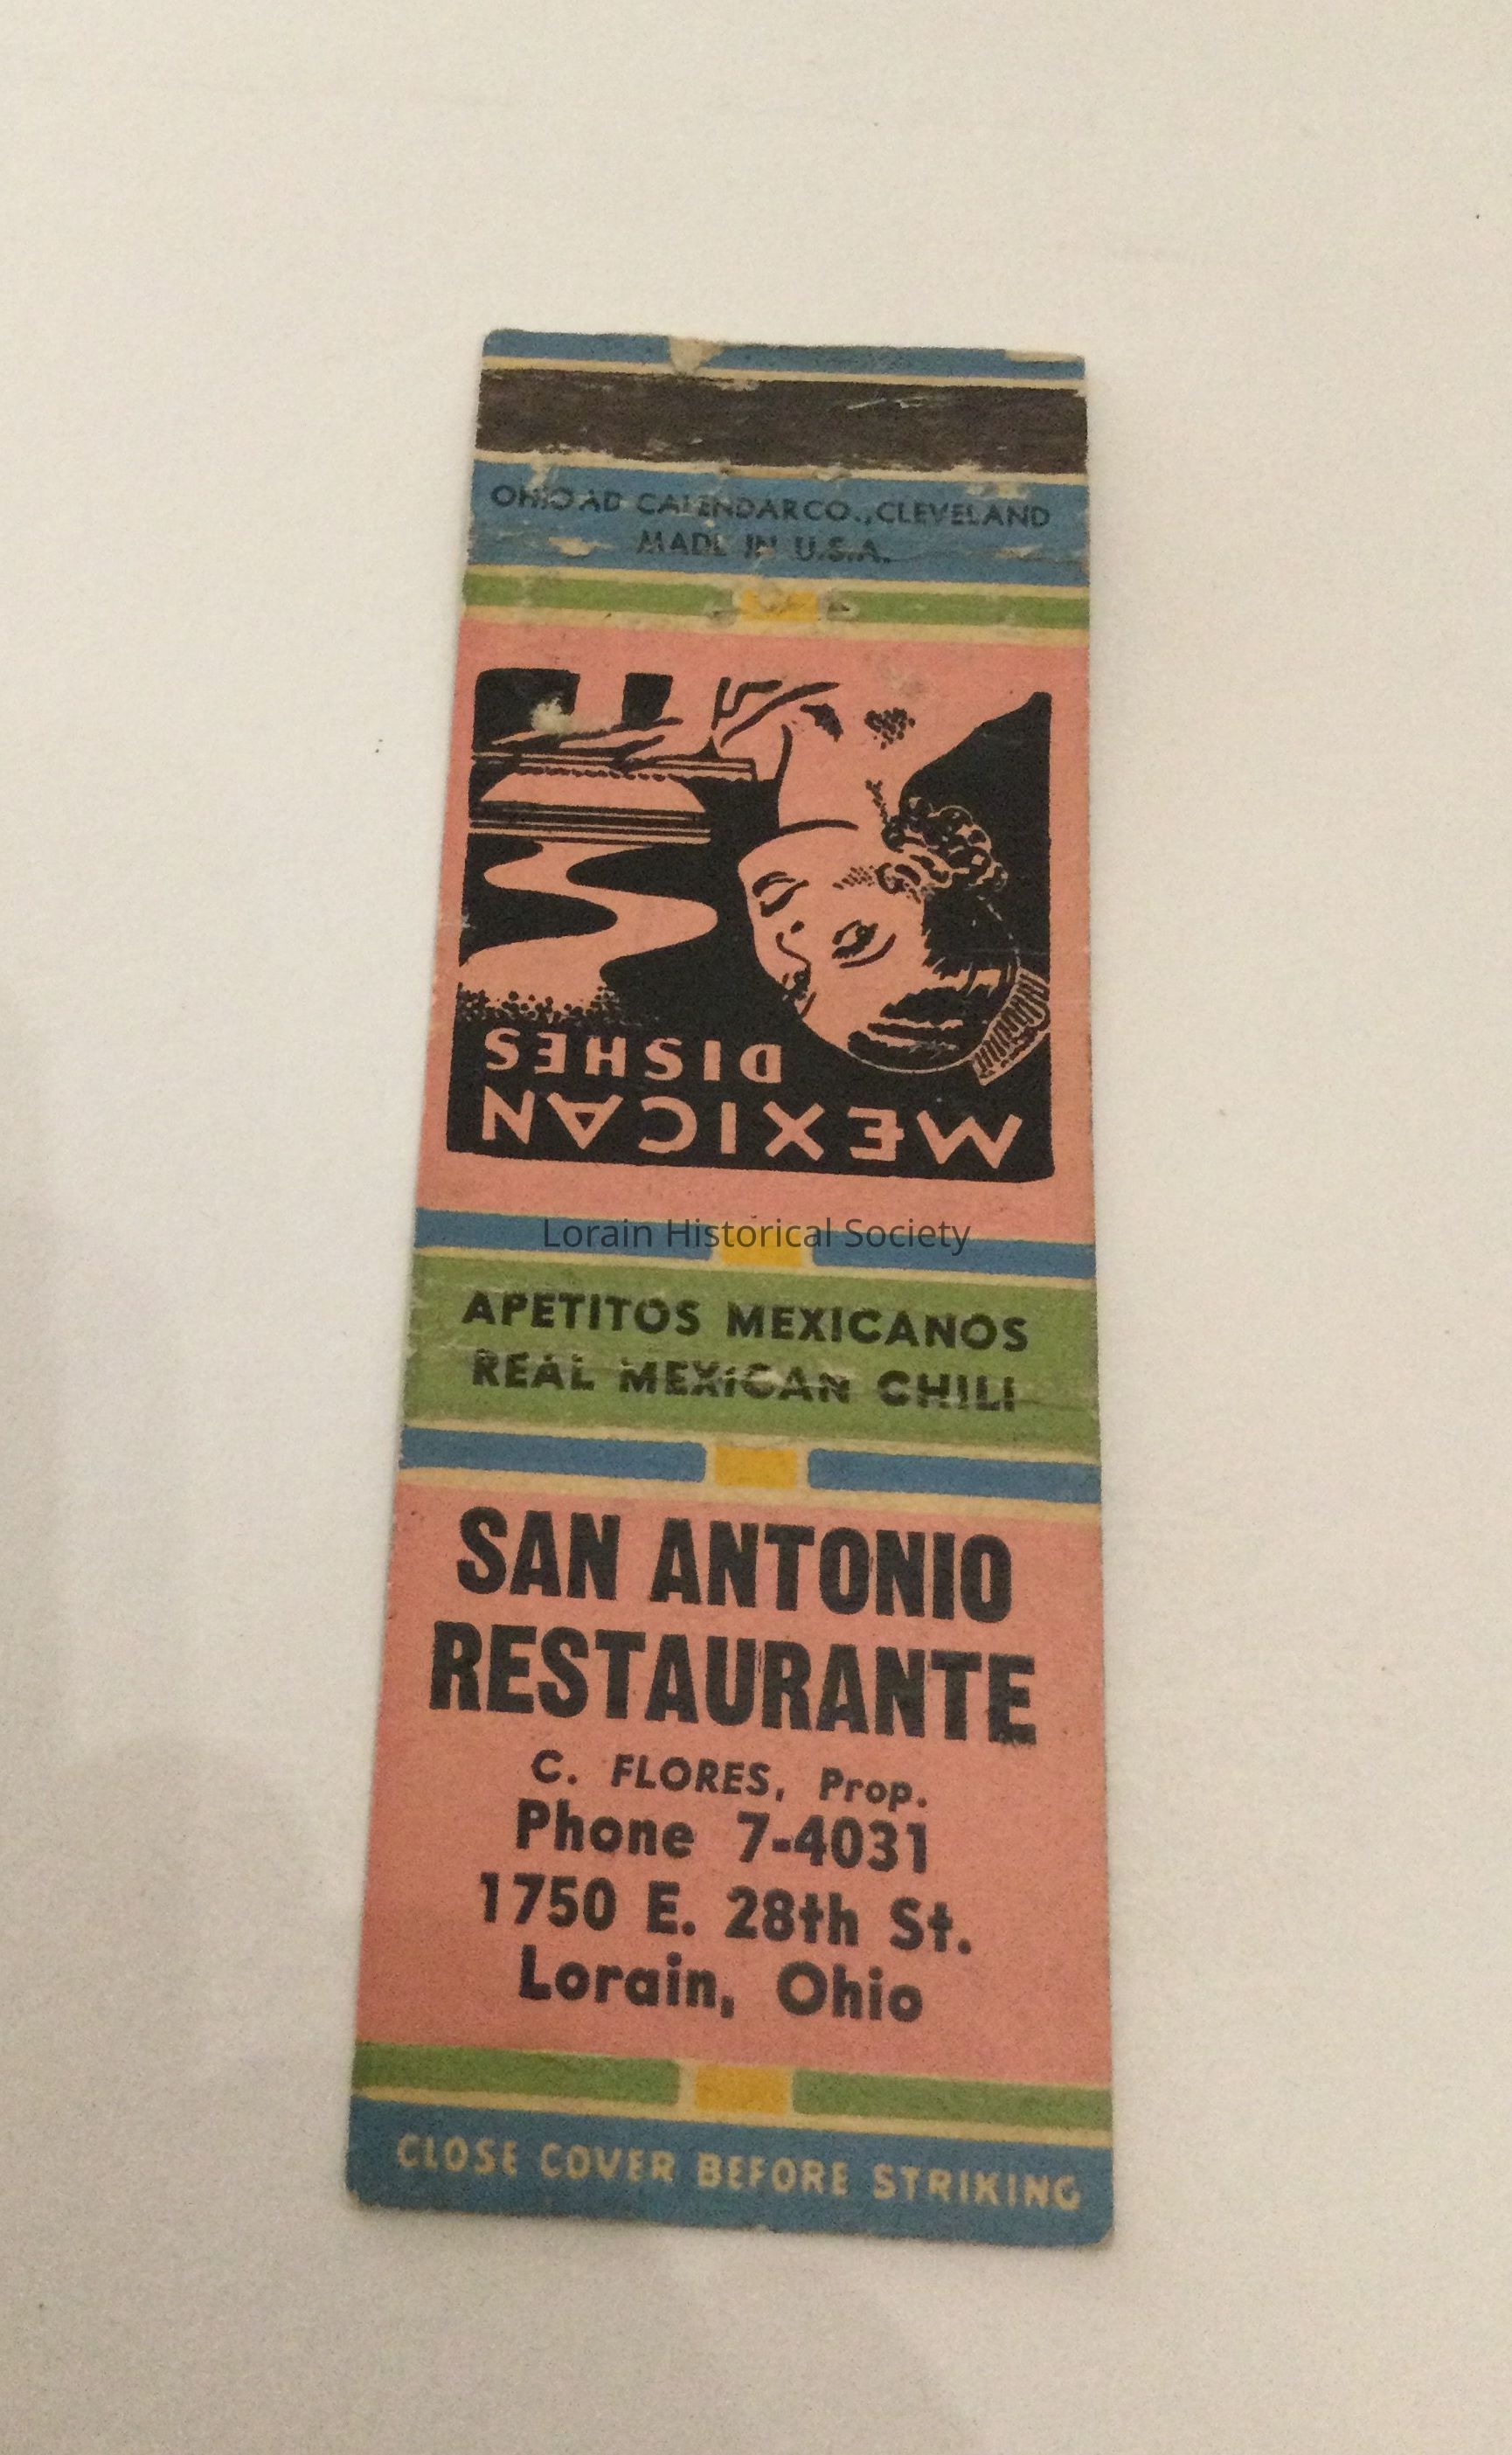 OHIO AD CALENDAR CO., CLEVELAND
MADE IN U.S.A.
MEXICAN
DISHES
Lorain Historical Society
APETITOS MEXICANOS
REAL MEXICAN CHILI
SAN ANTONIO
RESTAURANTE
C. FLORES, Prop.
Phone 7-4031
1750 E. 28th St.
Lorain, Ohio
CLOSE COVER BEFORE STRIKING